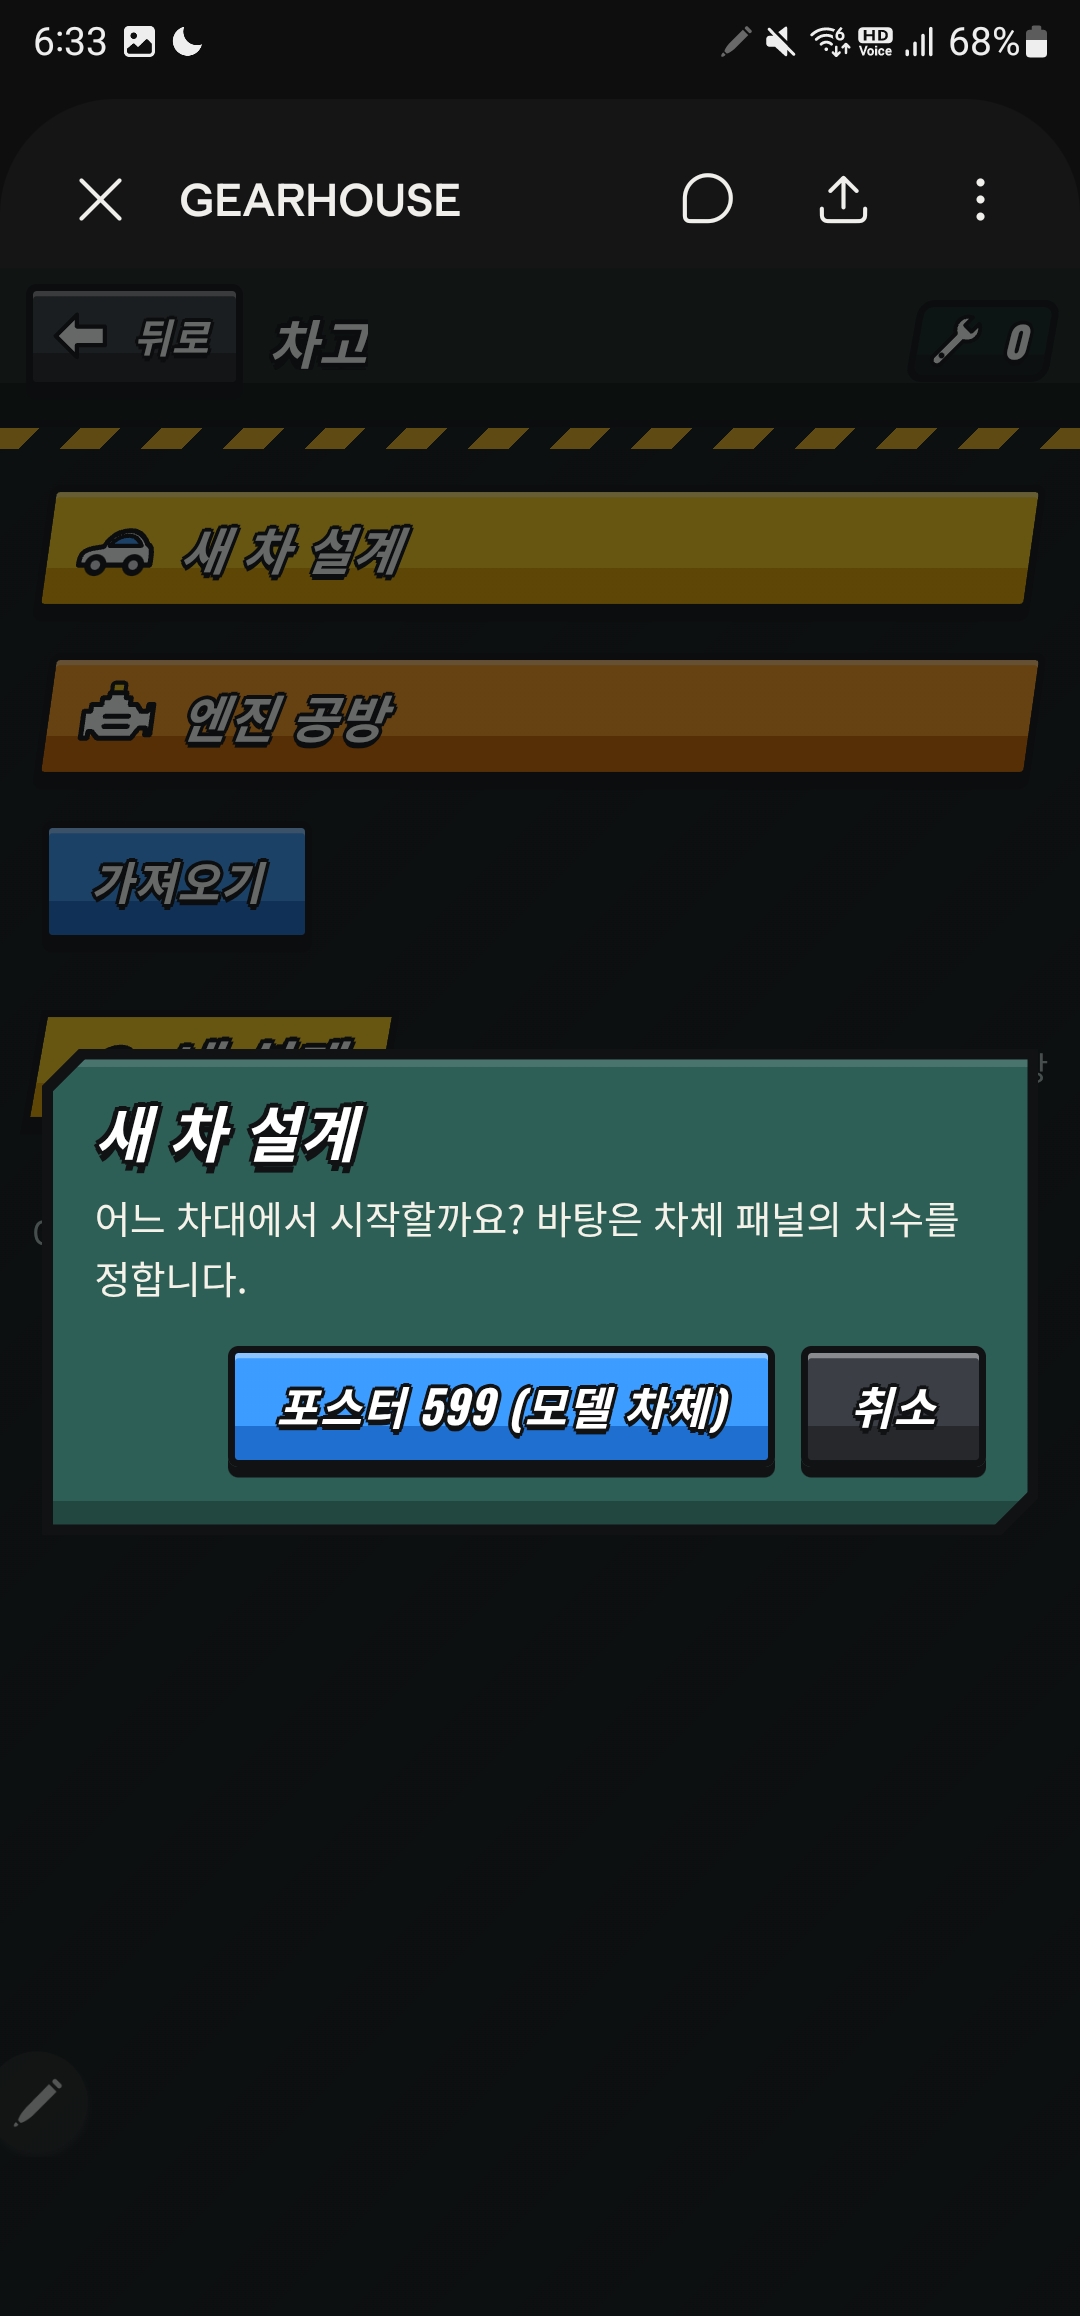 6:33
HD Voice
68%
GEARHOUSE
뒤로
차고
0
새 차 설계
엔진 공방
가져오기
새 차 설계
어느 차대에서 시작할까요? 바탕은 차체 패널의 치수를
정합니다.
포스터 599 (모델 차체)
취소